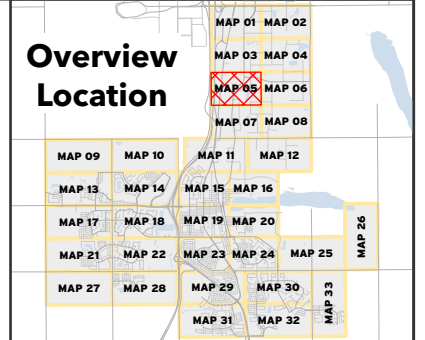 Overview
Location
MAP 01 MAP 02
MAP 03 MAP 04
MAP 05 MAP 06
MAP 07 MAP 08
MAP 09 MAP 10 MAP 11 MAP 12
MAP 13 MAP 14 MAP 15 MAP 16
MAP 17 MAP 18 MAP 19 MAP 20
MAP 26
MAP 21 MAP 22 MAP 23 MAP 24 MAP 25
MAP 27 MAP 28 MAP 29 MAP 30
MAP 33
MAP 31 MAP 32